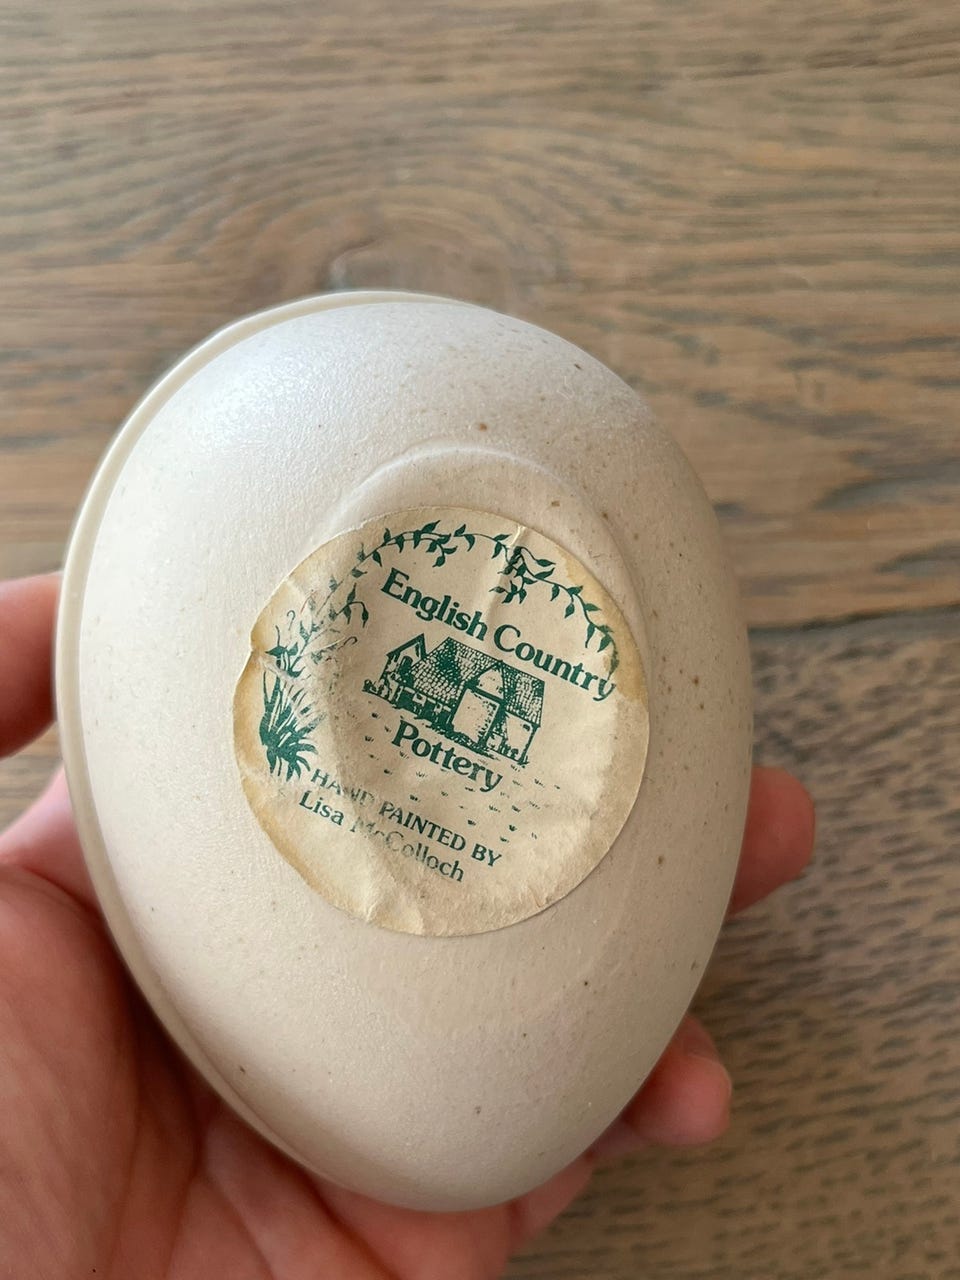 English Country
Pottery
HAND PAINTED BY
Lisa McColloch